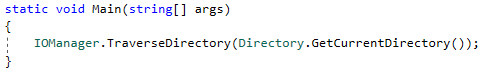 static void Main(string[] args)
{
    IOManager.TraverseDirectory(Directory.GetCurrentDirectory());
}